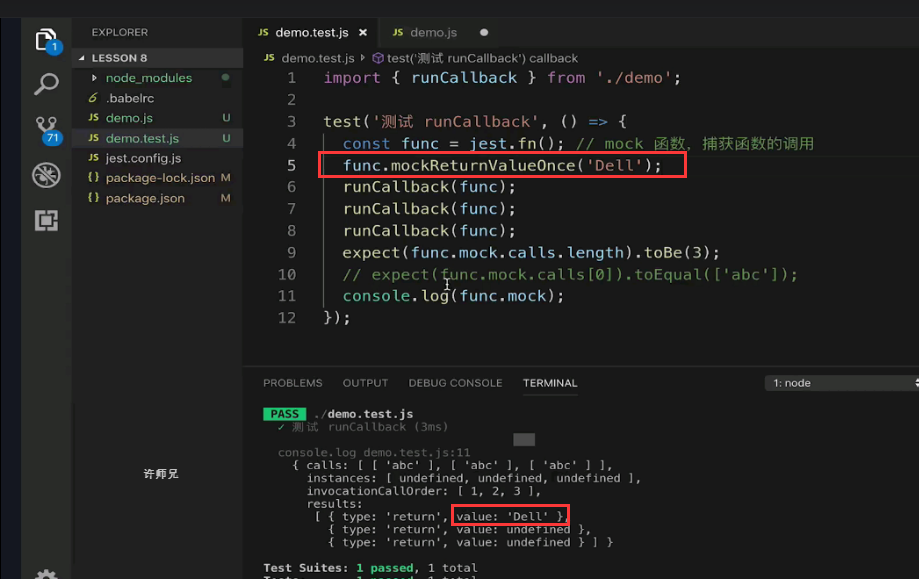 EXPLORER
LESSON 8
node_modules
.babelrc
JS demo.js U
JS demo.test.js U
JS jest.config.js
{} package-lock.json M
{} package.json M
1
71
JS demo.test.js ×
JS demo.js
JS demo.test.js test('测试 runCallback') callback
1 import { runCallback } from './demo';
2
3 test('测试 runCallback', () => {
4 const func = jest.fn(); // mock 函数，捕获函数的调用
5 func.mockReturnValueOnce('Dell');
6 runCallback(func);
7 runCallback(func);
8 runCallback(func);
9 expect(func.mock.calls.length).toBe(3);
10 // expect(func.mock.calls[0]).toEqual(['abc']);
11 console.log(func.mock);
12 });
PROBLEMS OUTPUT DEBUG CONSOLE TERMINAL 1: node
PASS ./demo.test.js
✓ 测试 runCallback (3ms)
console.log demo.test.js:11
{ calls: [ [ 'abc' ], [ 'abc' ], [ 'abc' ] ],
instances: [ undefined, undefined, undefined ],
invocationCallOrder: [ 1, 2, 3 ],
results:
[ { type: 'return', value: 'Dell' },
{ type: 'return', value: undefined },
{ type: 'return', value: undefined } ] }
Test Suites: 1 passed, 1 total
许师兄